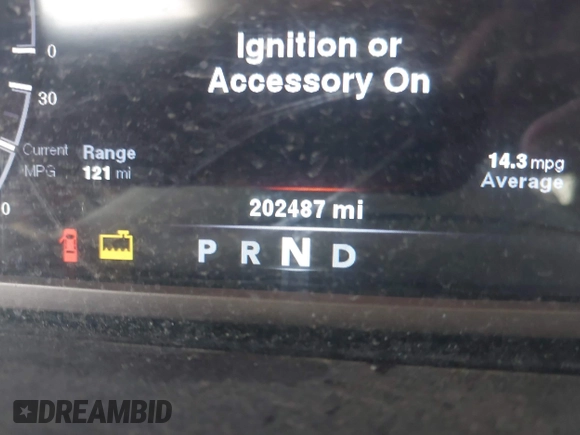 Ignition or
Accessory On
0
30
Current
MPG
Range
121 mi
14.3 mpg
Average
0
202487 mi
P R N D
DREAMBID